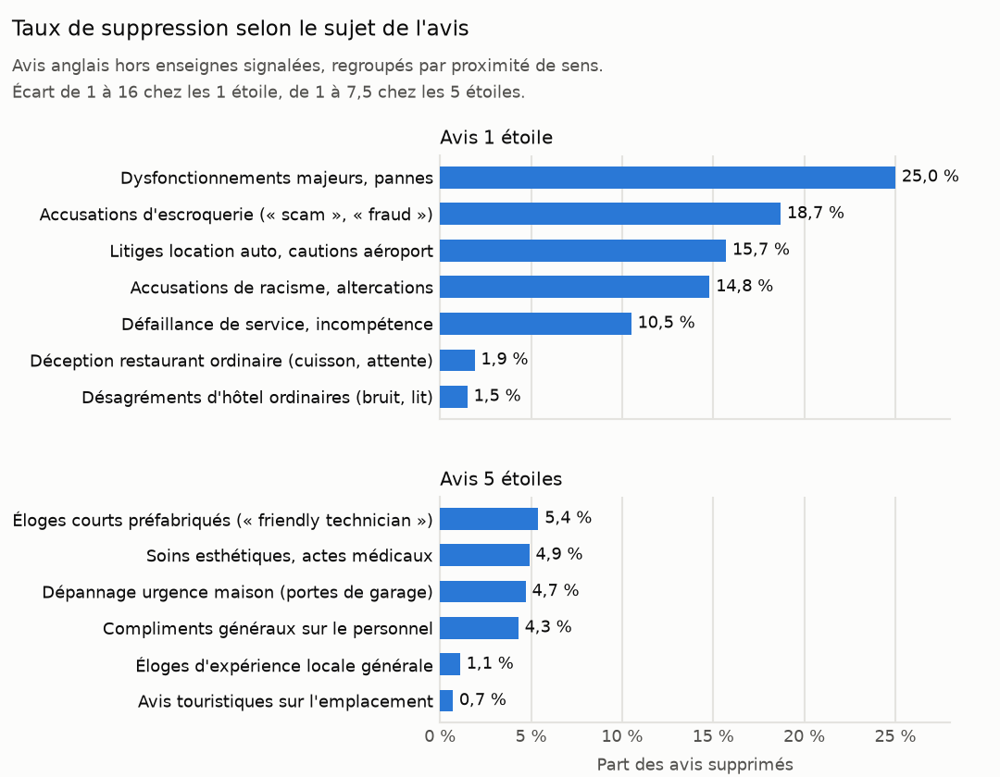 Taux de suppression selon le sujet de l'avis
Avis anglais hors enseignes signalées, regroupés par proximité de sens.
Écart de 1 à 16 chez les 1 étoile, de 1 à 7,5 chez les 5 étoiles.
Avis 1 étoile
Dysfonctionnements majeurs, pannes 25,0 %
Accusations d'escroquerie (« scam », « fraud ») 18,7 %
Litiges location auto, cautions aéroport 15,7 %
Accusations de racisme, altercations 14,8 %
Défaillance de service, incompétence 10,5 %
Déception restaurant ordinaire (cuisson, attente) 1,9 %
Désagréments d'hôtel ordinaires (bruit, lit) 1,5 %
Avis 5 étoiles
Éloges courts préfabriqués (« friendly technician ») 5,4 %
Soins esthétiques, actes médicaux 4,9 %
Dépannage urgence maison (portes de garage) 4,7 %
Compliments généraux sur le personnel 4,3 %
Éloges d'expérience locale générale 1,1 %
Avis touristiques sur l'emplacement 0,7 %
0 % 5 % 10 % 15 % 20 % 25 %
Part des avis supprimés